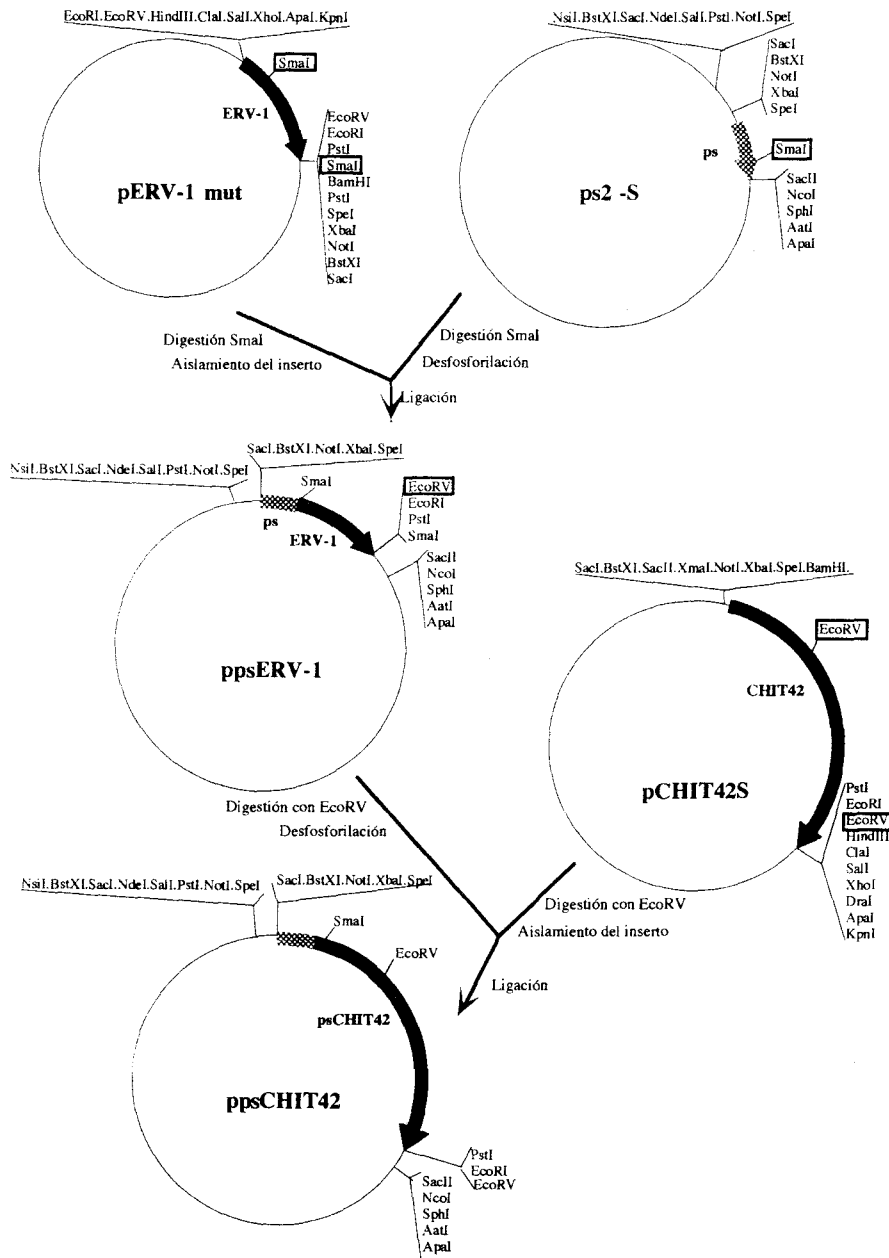 EcoRI.EcoRV.HindIII.ClaI.SalI.XhoI.ApaI.KpnI
SmaI
ERV-1
EcoRV
EcoRI
PstI
SmaI
BamHI
PstI
SpeI
XbaI
NotI
BstXI
SacI
pERV-1 mut
NsiI.BstXI.SacI.NdeI.SalI.PstI.NotI.SpeI
SacI
BstXI
NotI
XbaI
SpeI
ps
SmaI
SacII
NcoI
SphI
AatI
ApaI
ps2 -S
Digestión SmaI
Aislamiento del inserto
Digestión SmaI
Desfosforilación
Ligación
NsiI.BstXI.SacI.NdeI.SalI.PstI.NotI.SpeI
SacI.BstXI.NotI.XbaI.SpeI
SmaI
ps
ERV-1
EcoRV
EcoRI
PstI
SmaI
SacII
NcoI
SphI
AatI
ApaI
ppsERV-1
SacI.BstXI.SacII.XmaI.NotI.XbaI.SpeI.BamHI.
EcoRV
CHIT42
pCHIT42S
PstI
EcoRI
EcoRV
HindIII
ClaI
SalI
XhoI
DraI
ApaI
KpnI
Digestión con EcoRV
Desfosforilación
Digestión con EcoRV
Aislamiento del inserto
Ligación
NsiI.BstXI.SacI.NdeI.SalI.PstI.NotI.SpeI
SacI.BstXI.NotI.XbaI.SpeI
SmaI
EcoRV
psCHIT42
ppsCHIT42
PstI
EcoRI
EcoRV
SacII
NcoI
SphI
AatI
ApaI